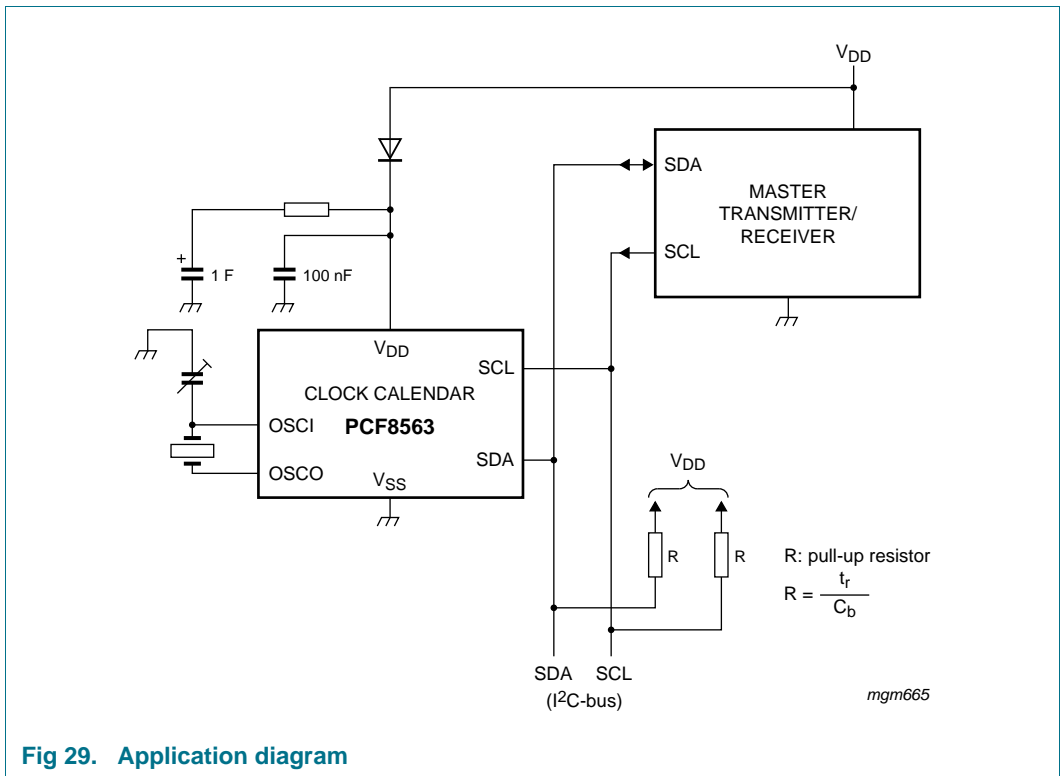 VDD
SDA
MASTER
TRANSMITTER/
RECEIVER
SCL
+
1 F
100 nF
VDD
SCL
CLOCK CALENDAR
PCF8563
OSCI
SDA
OSCO
VSS
VDD
R
R
R: pull-up resistor
R = tr
Cb
SDA SCL
(I2C-bus)
mgm665
Fig 29. Application diagram